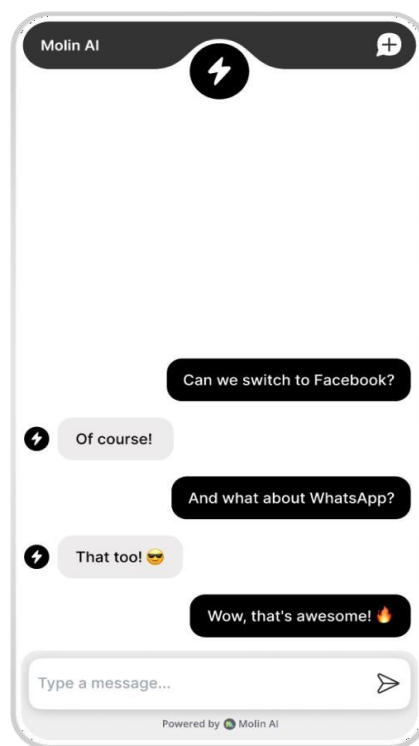 Molin AI
Can we switch to Facebook?
Of course!
And what about WhatsApp?
That too! 😎
Wow, that's awesome! 🔥
Type a message...
Powered by Molin AI